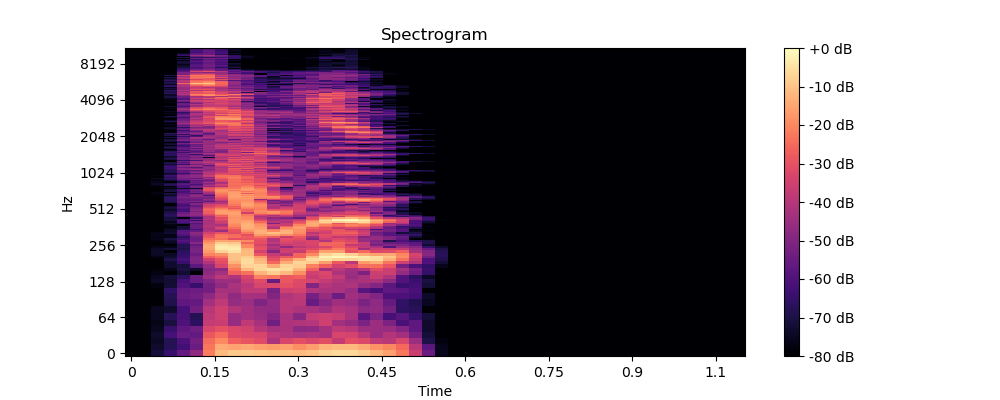 Spectrogram
Hz
8192
4096
2048
1024
512
256
128
64
0
0 0.15 0.3 0.45 0.6 0.75 0.9 1.1
Time
+0 dB
-10 dB
-20 dB
-30 dB
-40 dB
-50 dB
-60 dB
-70 dB
-80 dB